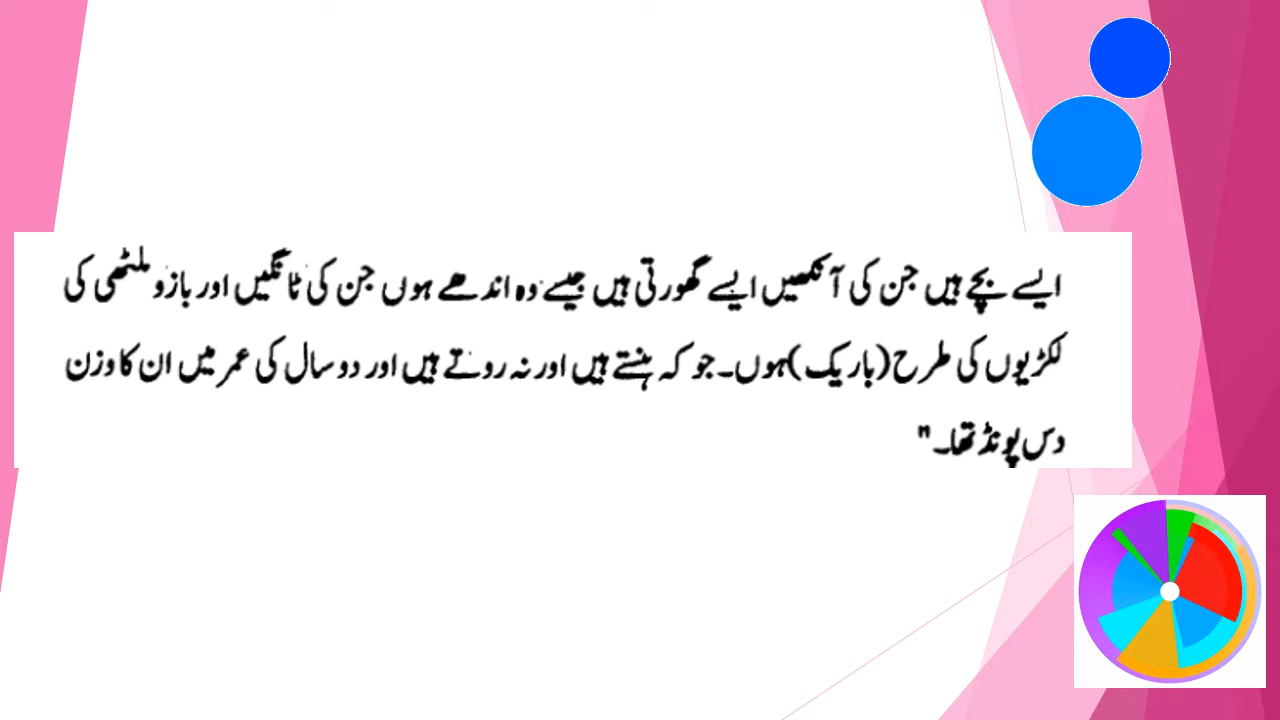 ایسے بچے ہیں جن کی آنکھیں ایسے گھورتی ہیں جیسے وہ اندھے ہوں جن کی ٹانگیں اور بازو ملٹھی کی
لکڑیوں کی طرح (باریک) ہوں۔ جو کہ ہنستے ہیں اور نہ روتے ہیں اور دو سال کی عمر میں ان کا وزن
دس پونڈ تھا۔"